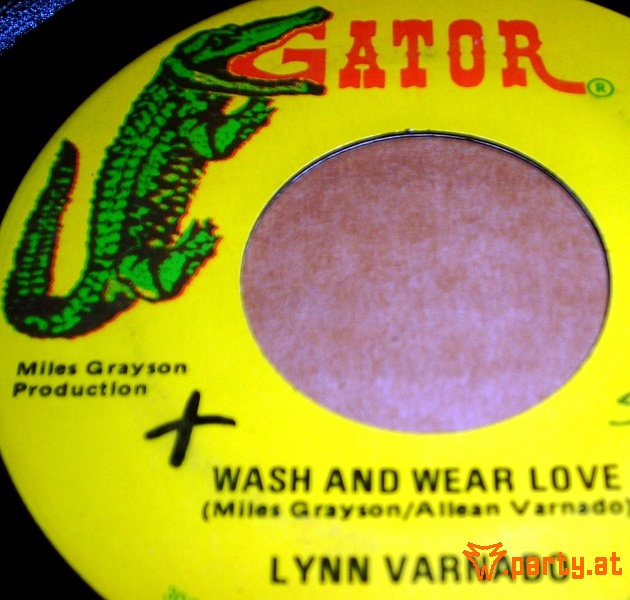 GATOR
®
Miles Grayson
Production
WASH AND WEAR LOVE
(Miles Grayson/Allean Varnado)
LYNN VARNADO
party.at